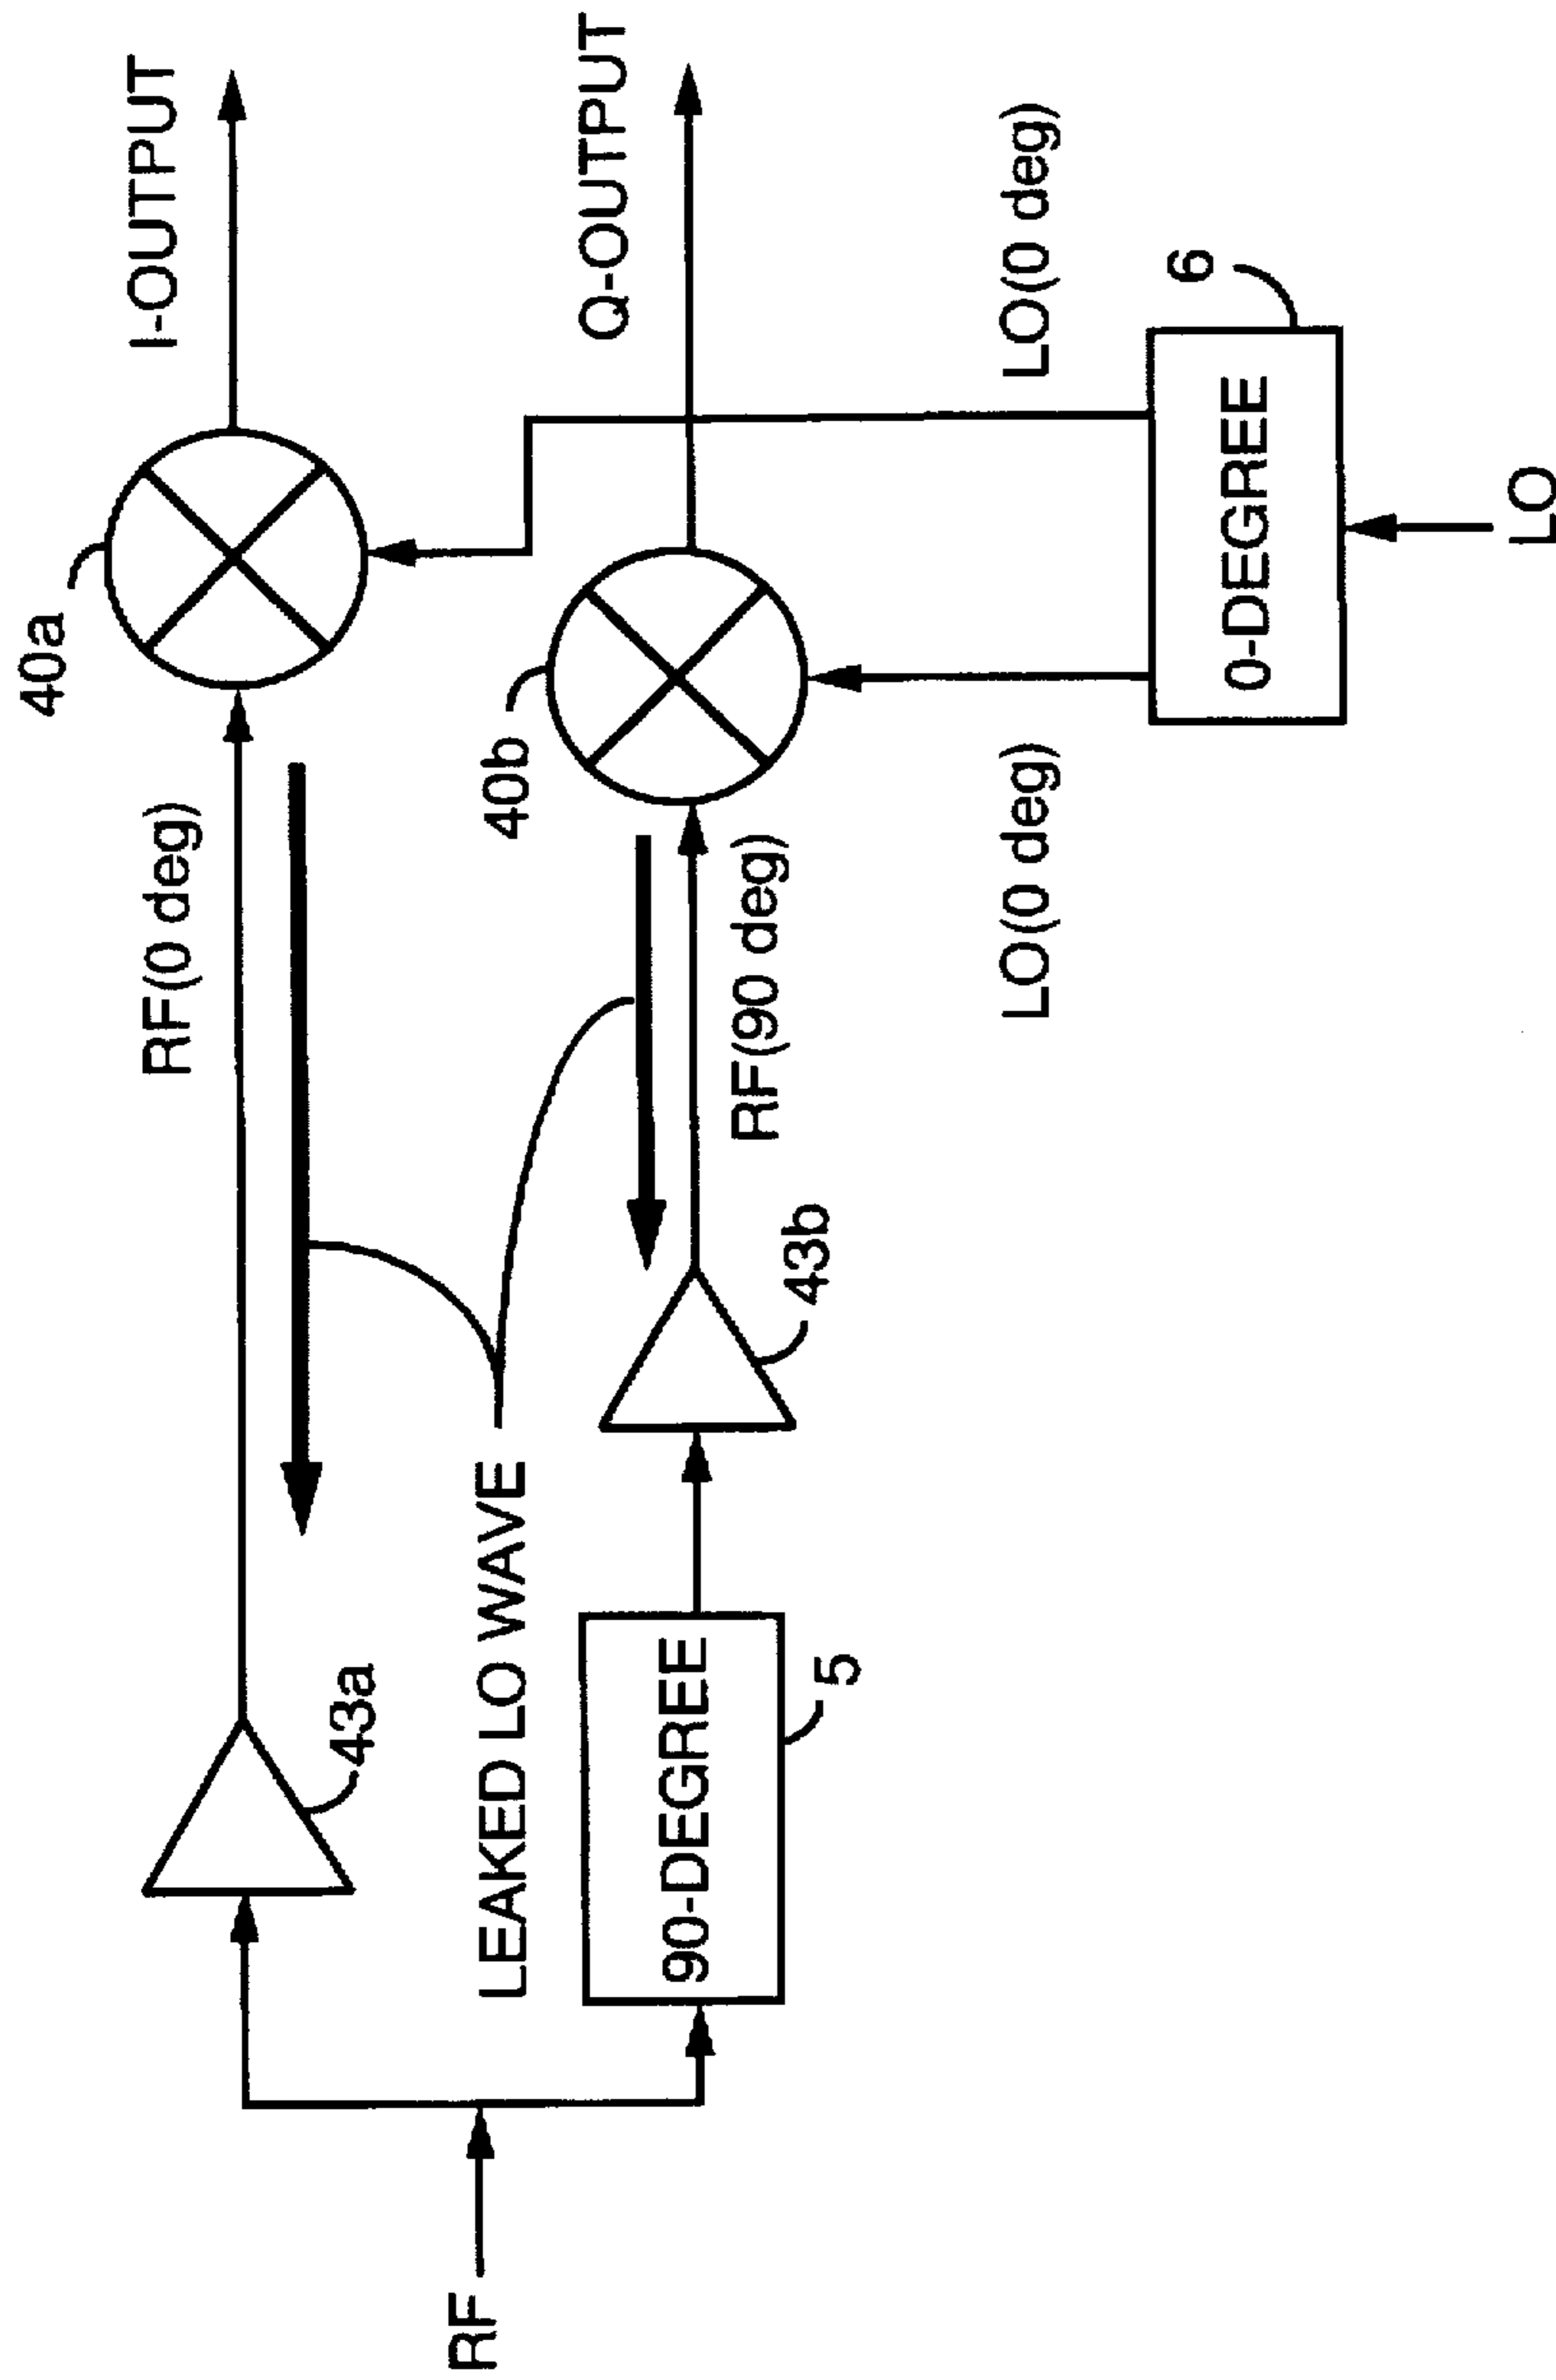 40a
I-OUTPUT
RF(0 deg)
43a
LEAKED LO WAVE
RF
40b
Q-OUTPUT
90-DEGREE
5
43b
RF(90 deg)
LO(0 deg)
LO(0 deg)
6
0-DEGREE
LO